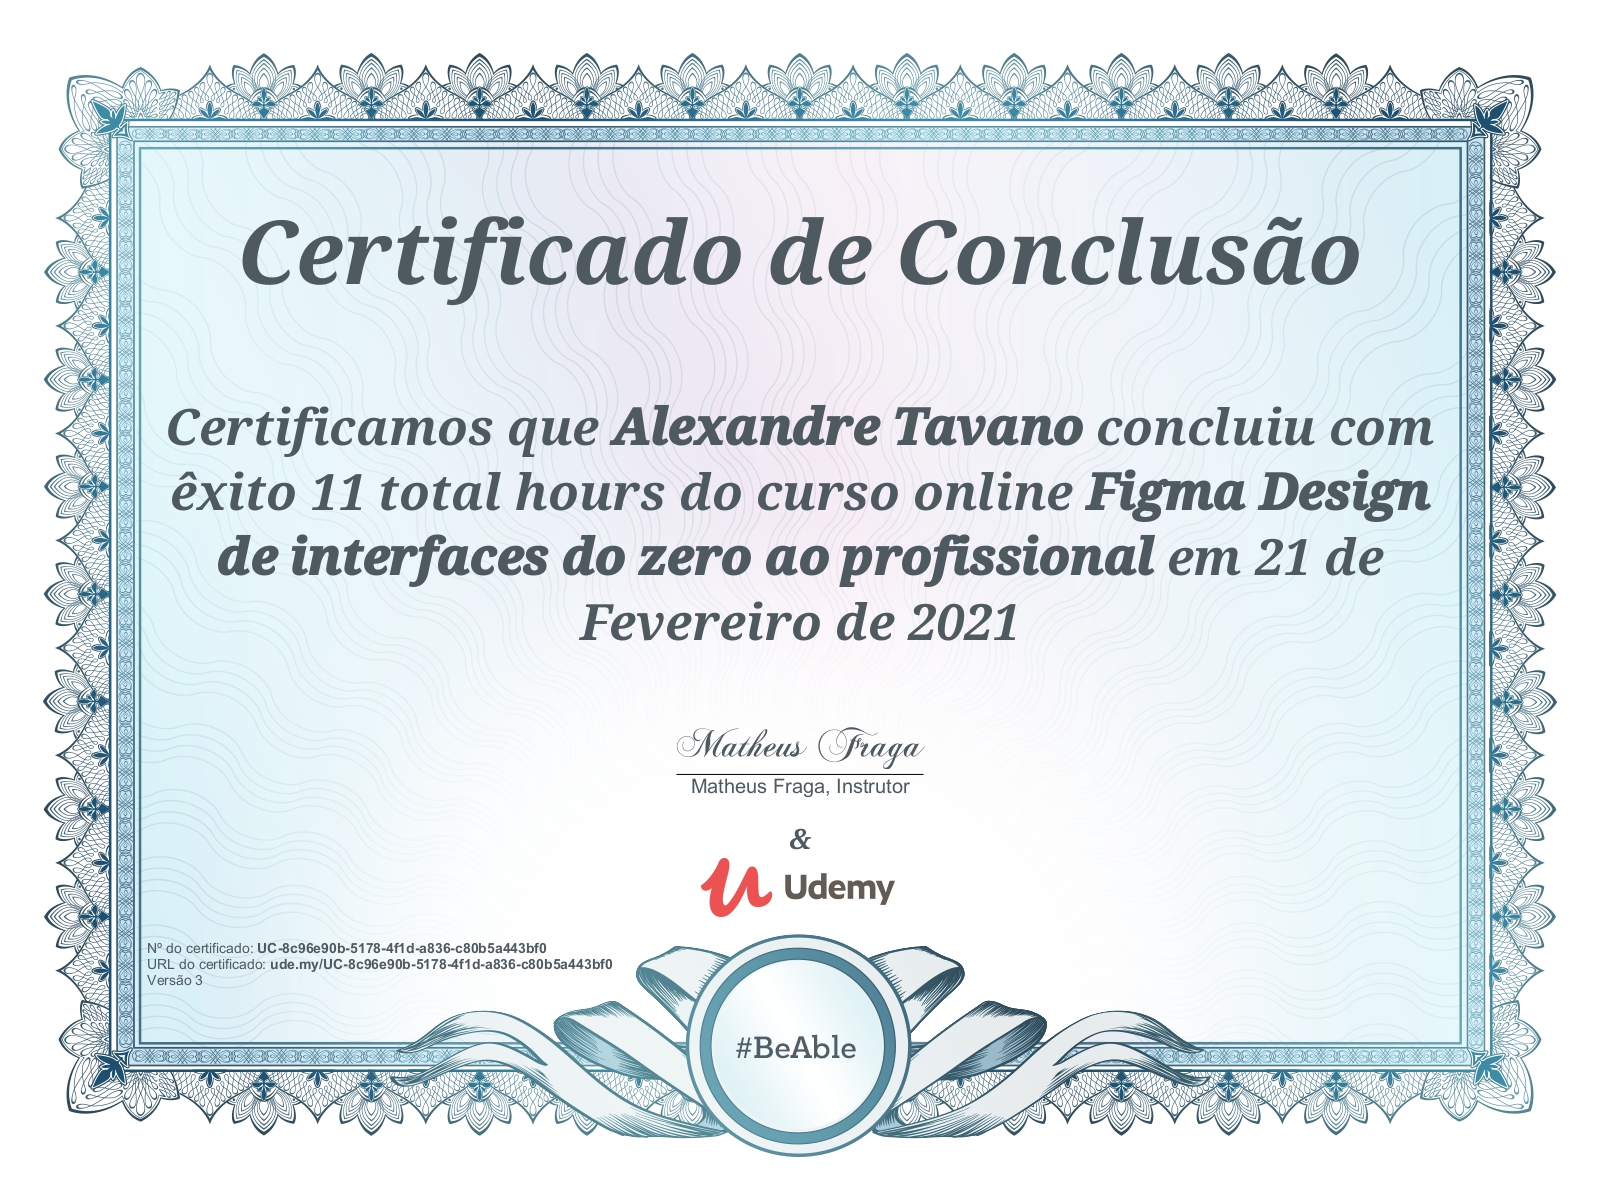 Certificado de Conclusão
Certificamos que Alexandre Tavano concluiu com
êxito 11 total hours do curso online Figma Design
de interfaces do zero ao profissional em 21 de
Fevereiro de 2021
Matheus Fraga
Matheus Fraga, Instrutor
&
Udemy
Nº do certificado: UC-8c96e90b-5178-4f1d-a836-c80b5a443bf0
URL do certificado: ude.my/UC-8c96e90b-5178-4f1d-a836-c80b5a443bf0
Versão 3
#BeAble